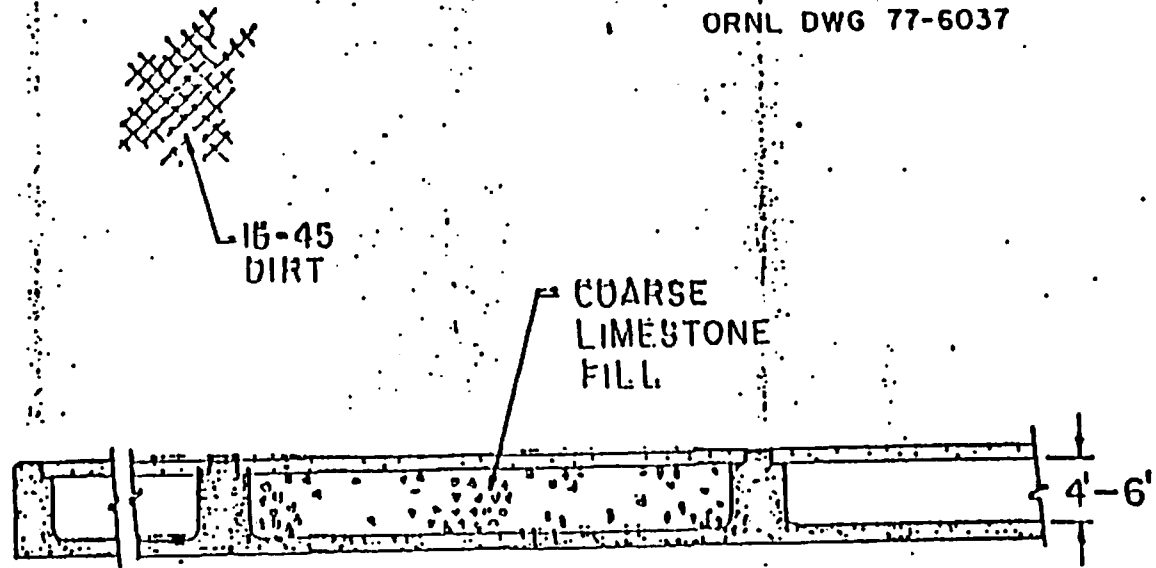 ORNL DWG 77-6037
15-45
DIRT
COARSE
LIMESTONE
FILL
4'-6'